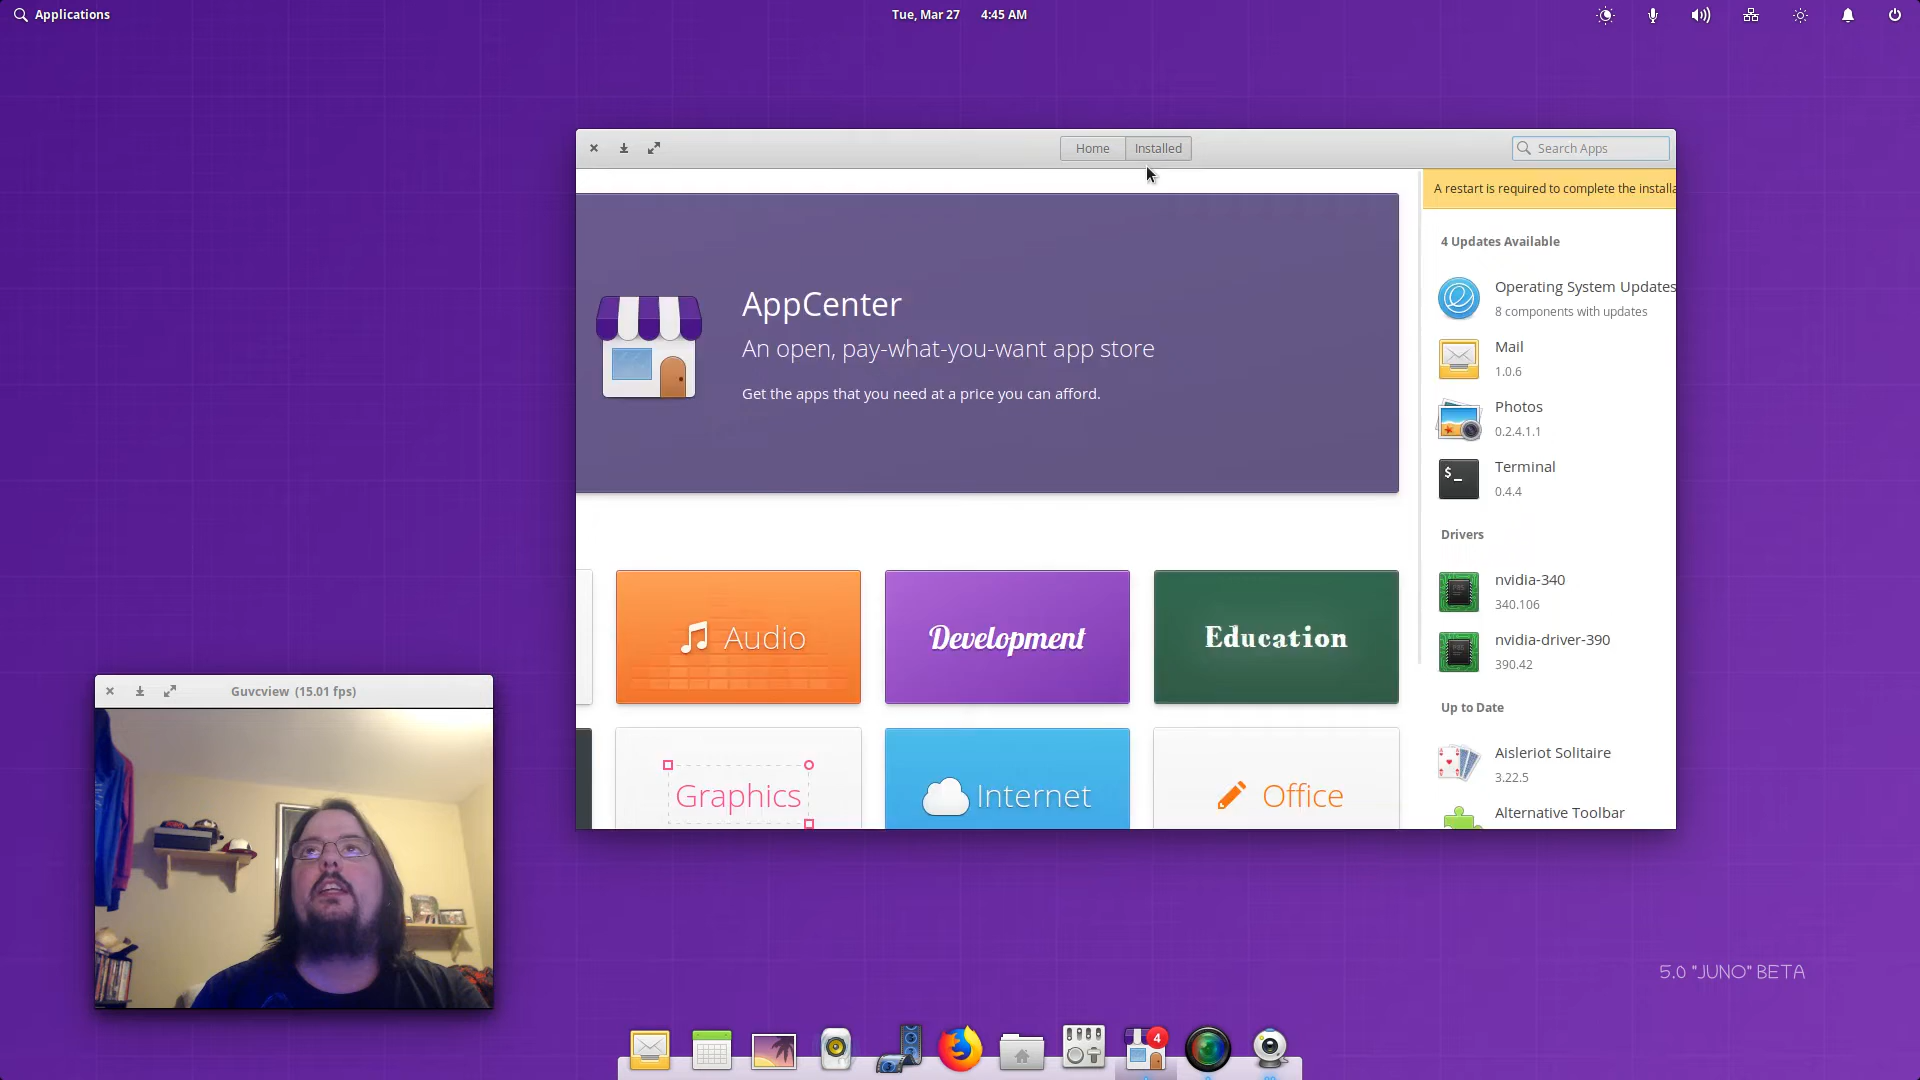 Applications
Tue, Mar 27 4:45 AM
Home
Installed
Search Apps
A restart is required to complete the installa
AppCenter
An open, pay-what-you-want app store
Get the apps that you need at a price you can afford.
Audio
Development
Education
Graphics
Internet
Office
4 Updates Available
Operating System Updates
8 components with updates
Mail
1.0.6
Photos
0.2.4.1.1
Terminal
0.4.4
$_
Drivers
nvidia-340
340.106
nvidia-driver-390
390.42
Up to Date
Aisleriot Solitaire
3.22.5
Alternative Toolbar
Guvcview (15.01 fps)
5.0 "JUNO" BETA
4